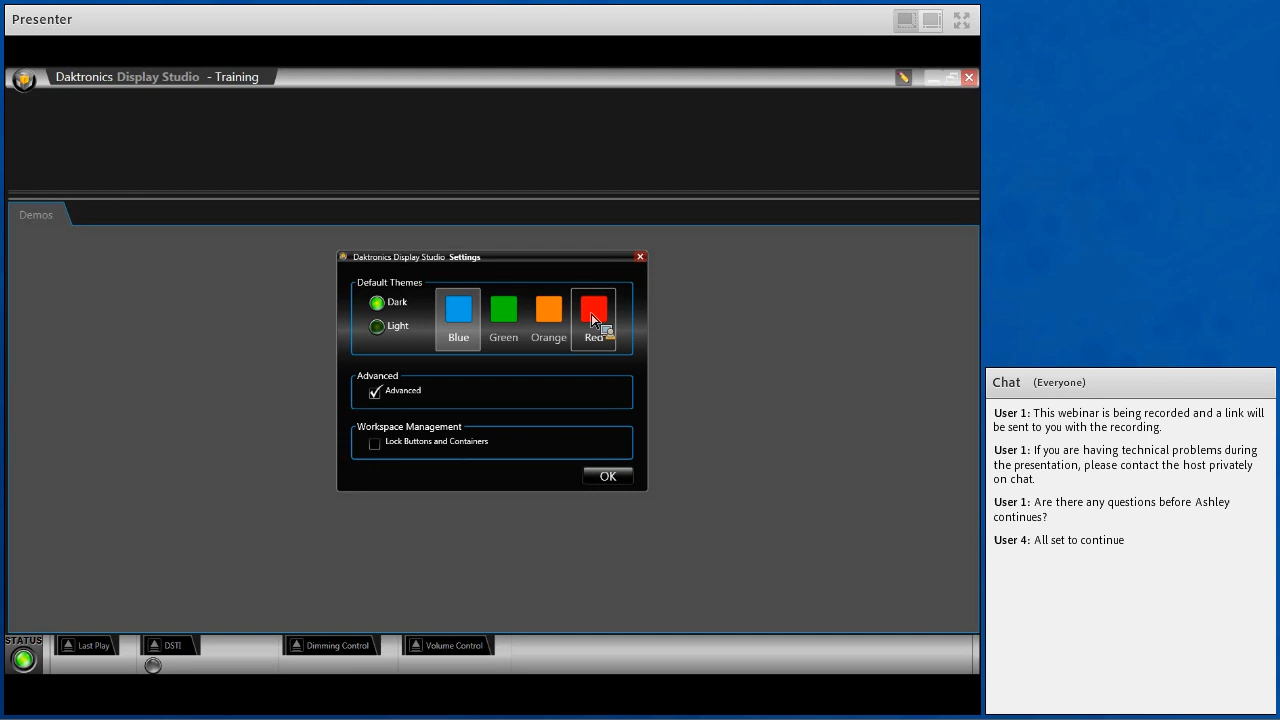 Presenter
Daktronics Display Studio - Training
Demos
Daktronics Display Studio Settings
Default Themes
Dark
Light
Blue Green Orange Red
Advanced
Advanced
Workspace Management
Lock Buttons and Containers
OK
STATUS
Last Play
DSTI
Dimming Control
Volume Control
Chat (Everyone)
User 1: This webinar is being recorded and a link will
be sent to you with the recording.
User 1: If you are having technical problems during
the presentation, please contact the host privately
on chat.
User 1: Are there any questions before Ashley
continues?
User 4: All set to continue